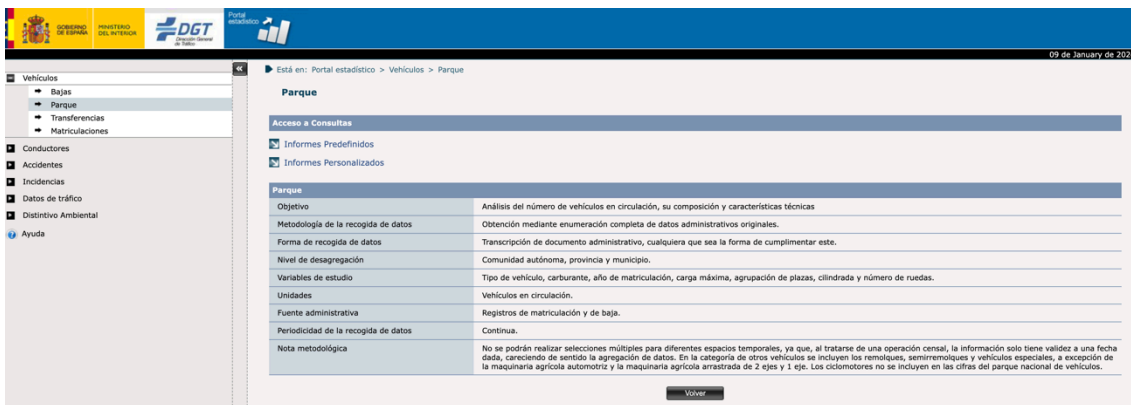 GOBIERNO
DE ESPAÑA
MINISTERIO
DEL INTERIOR
DGT
Dirección General
de Tráfico
Portal
estadístico
09 de January de 202
Vehículos
Bajas
Parque
Transferencias
Matriculaciones
Conductores
Accidentes
Incidencias
Datos de tráfico
Distintivo Ambiental
Ayuda
Está en: Portal estadístico > Vehículos > Parque
Parque
Acceso a Consultas
Informes Predefinidos
Informes Personalizados
Parque
Objetivo Análisis del número de vehículos en circulación, su composición y características técnicas
Metodología de la recogida de datos Obtención mediante enumeración completa de datos administrativos originales.
Forma de recogida de datos Transcripción de documento administrativo, cualquiera que sea la forma de cumplimentar este.
Nivel de desagregación Comunidad autónoma, provincia y municipio.
Variables de estudio Tipo de vehículo, carburante, año de matriculación, carga máxima, agrupación de plazas, cilindrada y número de ruedas.
Unidades Vehículos en circulación.
Fuente administrativa Registros de matriculación y de baja.
Periodicidad de la recogida de datos Continua.
Nota metodológica No se podrán realizar selecciones múltiples para diferentes espacios temporales, ya que, al tratarse de una operación censal, la información solo tiene validez a una fecha
dada, careciendo de sentido la agregación de datos. En la categoría de otros vehículos se incluyen los remolques, semirremolques y vehículos especiales, a excepción de
la maquinaria agrícola automotriz y la maquinaria agrícola arrastrada de 2 ejes y 1 eje. Los ciclomotores no se incluyen en las cifras del parque nacional de vehículos.
Volver